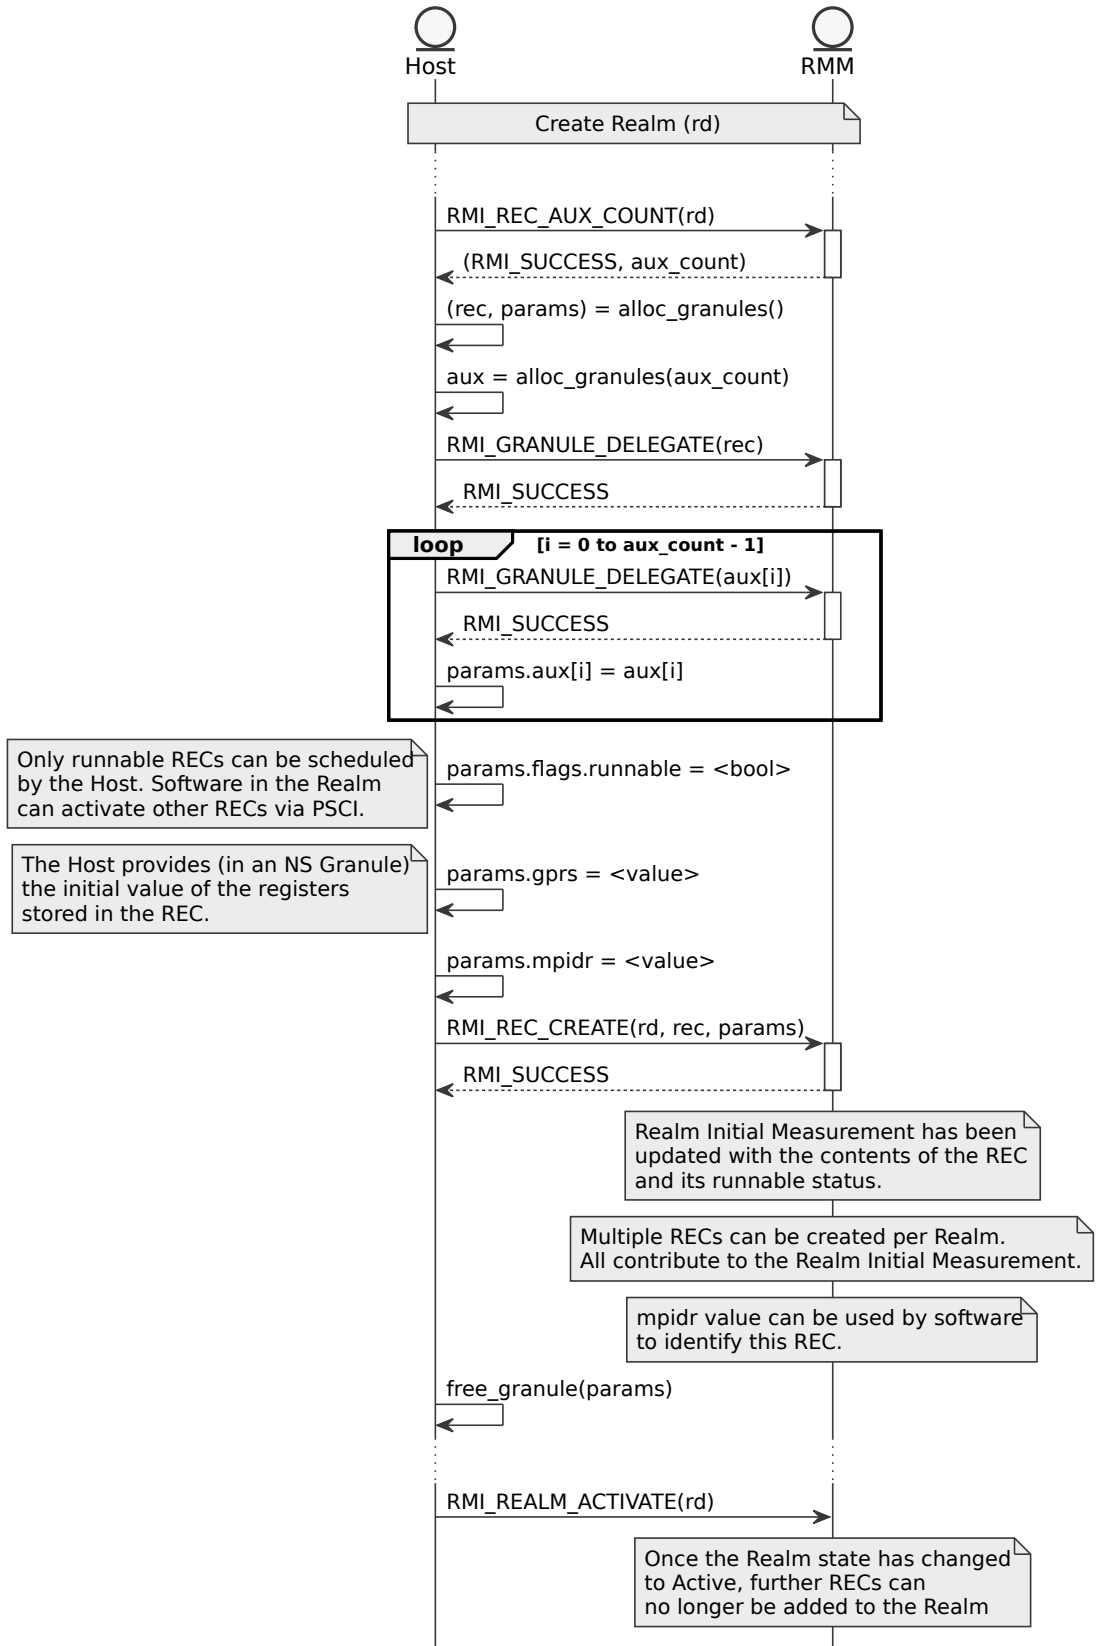 Host
RMM
Create Realm (rd)
RMI_REC_AUX_COUNT(rd)
(RMI_SUCCESS, aux_count)
(rec, params) = alloc_granules()
aux = alloc_granules(aux_count)
RMI_GRANULE_DELEGATE(rec)
RMI_SUCCESS
loop
[i = 0 to aux_count - 1]
RMI_GRANULE_DELEGATE(aux[i])
RMI_SUCCESS
params.aux[i] = aux[i]
Only runnable RECs can be scheduled
by the Host. Software in the Realm
can activate other RECs via PSCI.
params.flags.runnable = <bool>
The Host provides (in an NS Granule)
the initial value of the registers
stored in the REC.
params.gprs = <value>
params.mpidr = <value>
RMI_REC_CREATE(rd, rec, params)
RMI_SUCCESS
Realm Initial Measurement has been
updated with the contents of the REC
and its runnable status.
Multiple RECs can be created per Realm.
All contribute to the Realm Initial Measurement.
mpidr value can be used by software
to identify this REC.
free_granule(params)
RMI_REALM_ACTIVATE(rd)
Once the Realm state has changed
to Active, further RECs can
no longer be added to the Realm